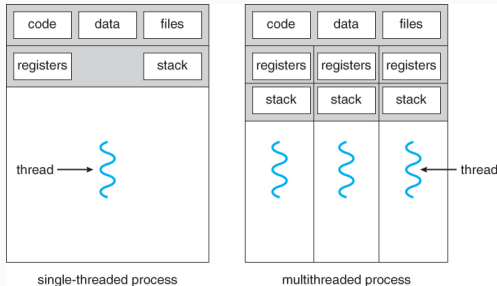 code data files
registers stack
thread
single-threaded process
code data files
registers registers registers
stack stack stack
thread
multithreaded process